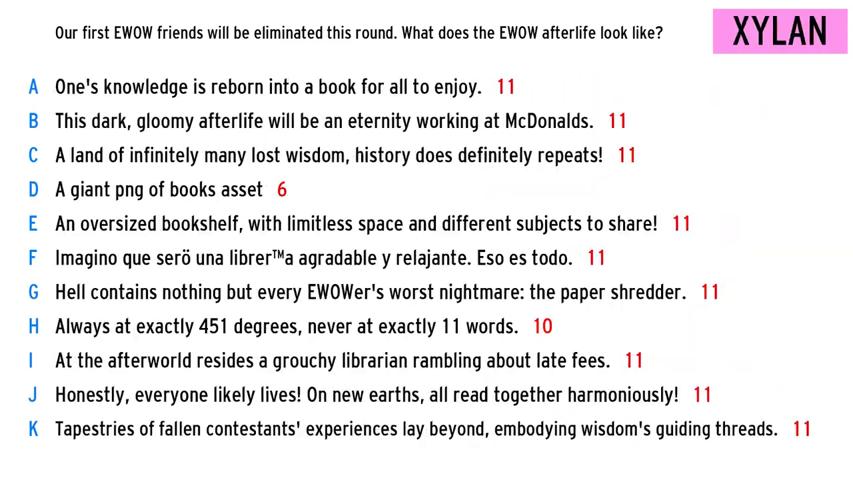 Our first EWOW friends will be eliminated this round. What does the EWOW afterlife look like?
XYLAN
A One's knowledge is reborn into a book for all to enjoy. 11
B This dark, gloomy afterlife will be an eternity working at McDonalds. 11
C A land of infinitely many lost wisdom, history does definitely repeats! 11
D A giant png of books asset 6
E An oversized bookshelf, with limitless space and different subjects to share! 11
F Imagino que serö una librer™a agradable y relajante. Eso es todo. 11
G Hell contains nothing but every EWOWer's worst nightmare: the paper shredder. 11
H Always at exactly 451 degrees, never at exactly 11 words. 10
I At the afterworld resides a grouchy librarian rambling about late fees. 11
J Honestly, everyone likely lives! On new earths, all read together harmoniously! 11
K Tapestries of fallen contestants' experiences lay beyond, embodying wisdom's guiding threads. 11